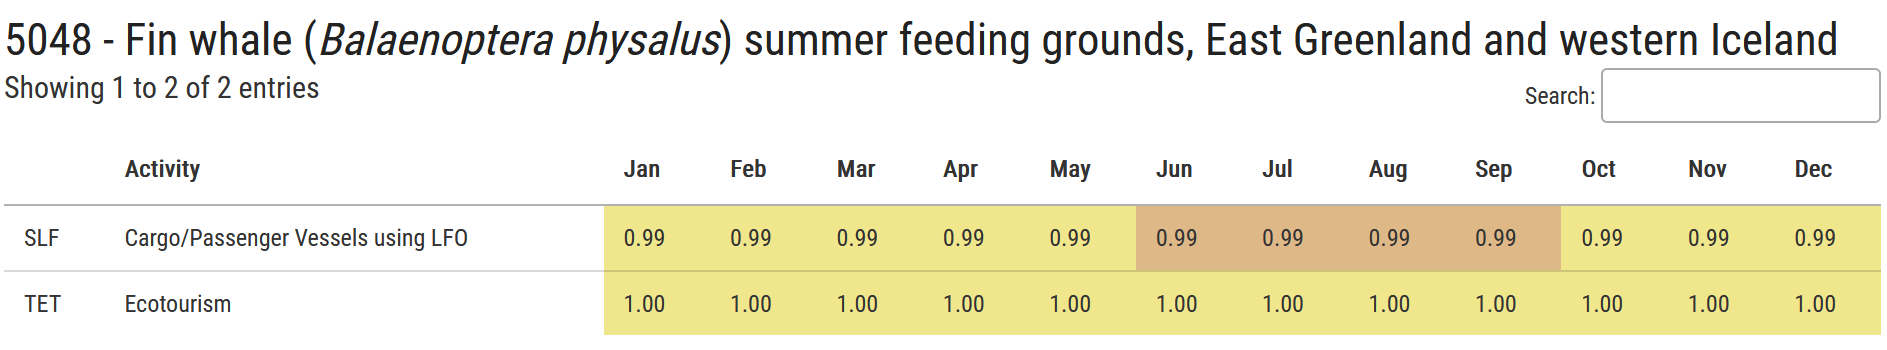 5048 - Fin whale (Balaenoptera physalus) summer feeding grounds, East Greenland and western Iceland
Showing 1 to 2 of 2 entries
Search:
Activity Jan Feb Mar Apr May Jun Jul Aug Sep Oct Nov Dec
SLF Cargo/Passenger Vessels using LFO 0.99 0.99 0.99 0.99 0.99 0.99 0.99 0.99 0.99 0.99 0.99 0.99
TET Ecotourism 1.00 1.00 1.00 1.00 1.00 1.00 1.00 1.00 1.00 1.00 1.00 1.00